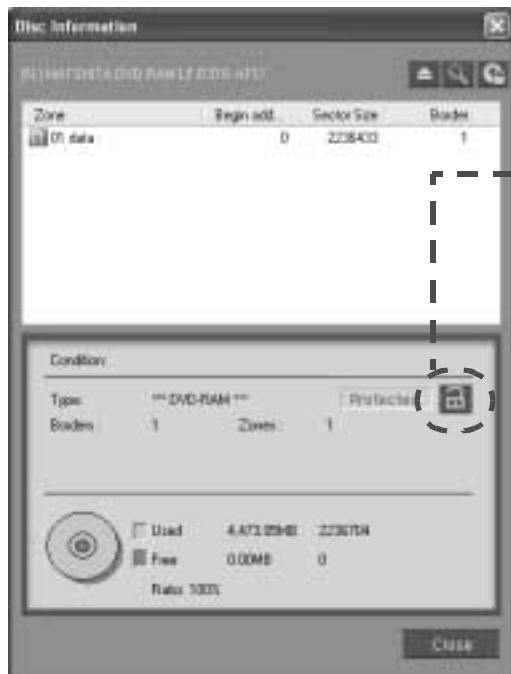 Disc Information
Zone Begin add... Sector Size Border
01 data 0 2236433 1
Condition
Type: *** DVD-RAM *** Protected
Borders 1 Zones: 1
Used 4,473.09MB 2236704
Free 0.00MB 0
Ratio: 100%
Close